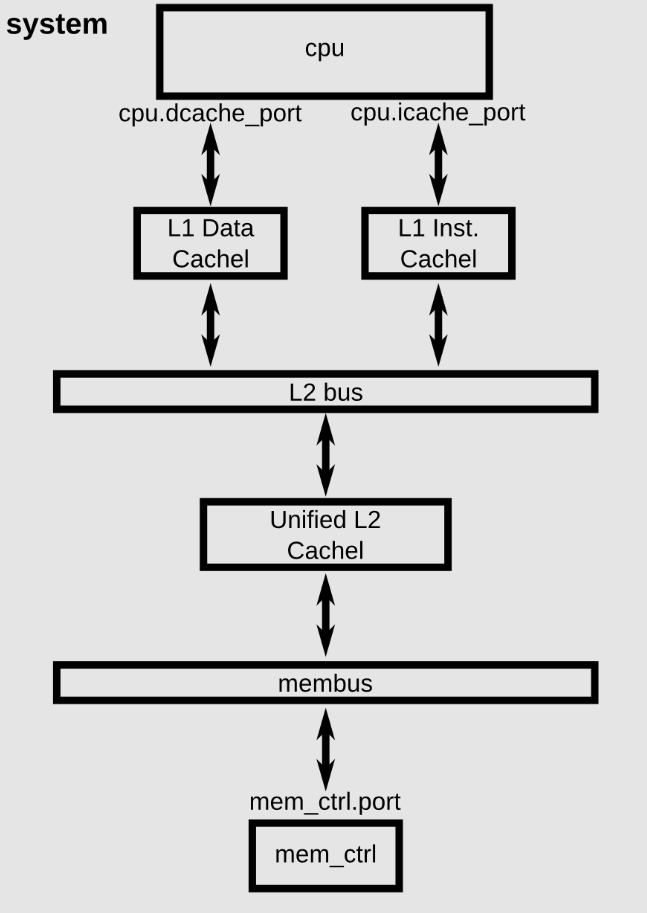 system
cpu
cpu.dcache_port
cpu.icache_port
L1 Data
Cachel
L1 Inst.
Cachel
L2 bus
Unified L2
Cachel
membus
mem_ctrl.port
mem_ctrl